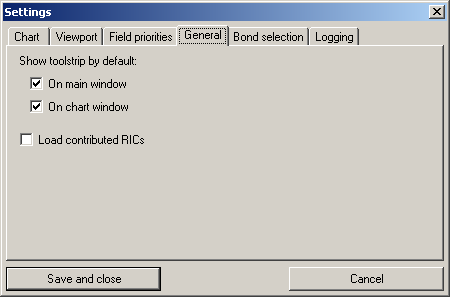 Settings
Chart Viewport Field priorities General Bond selection Logging
Show toolstrip by default:
On main window
On chart window
Load contributed RICs
Save and close Cancel